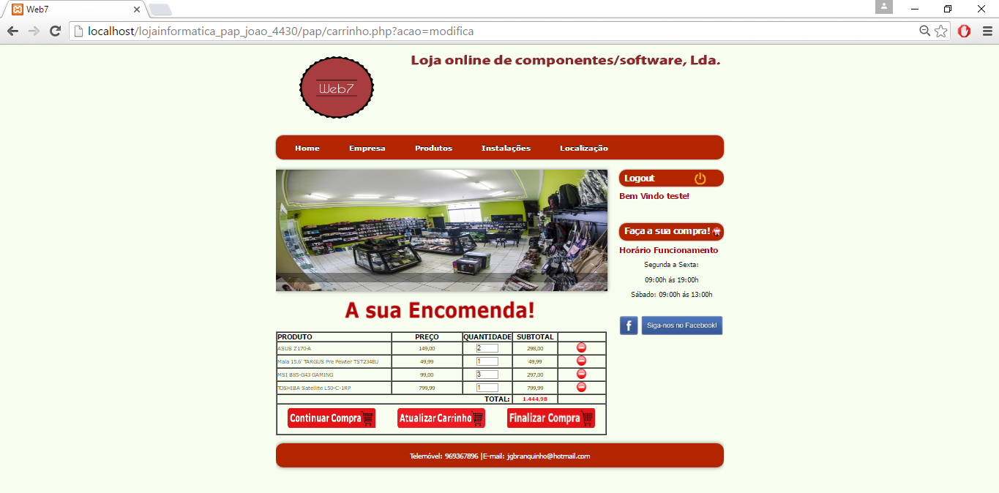 Web7
localhost/lojainformatica_pap_joao_4430/pap/carrinho.php?acao=modifica
Loja online de componentes/software, Lda.
Web7
Home Empresa Produtos Instalações Localização
Logout
Bem Vindo teste!
Faça a sua compra!
Horário Funcionamento
Segunda a Sexta:
09:00h ás 19:00h
Sábado: 09:00h ás 13:00h
f Siga-nos no Facebook!
A sua Encomenda!
PRODUTO PREÇO QUANTIDADE SUBTOTAL
ASUS Z170-A 149,00 2 298,00
Mala 15.6' TARGUS Pre Pewter TST234EU 49,99 1 49,99
MSI B85-G43 GAMING 99,00 3 297,00
TOSHIBA Satellite L50-C-1RP 799,99 1 799,99
TOTAL: 1.444,98
Continuar Compra Atualizar Carrinho Finalizar Compra
Telemóvel: 969367896 |E-mail: jgbranquinho@hotmail.com